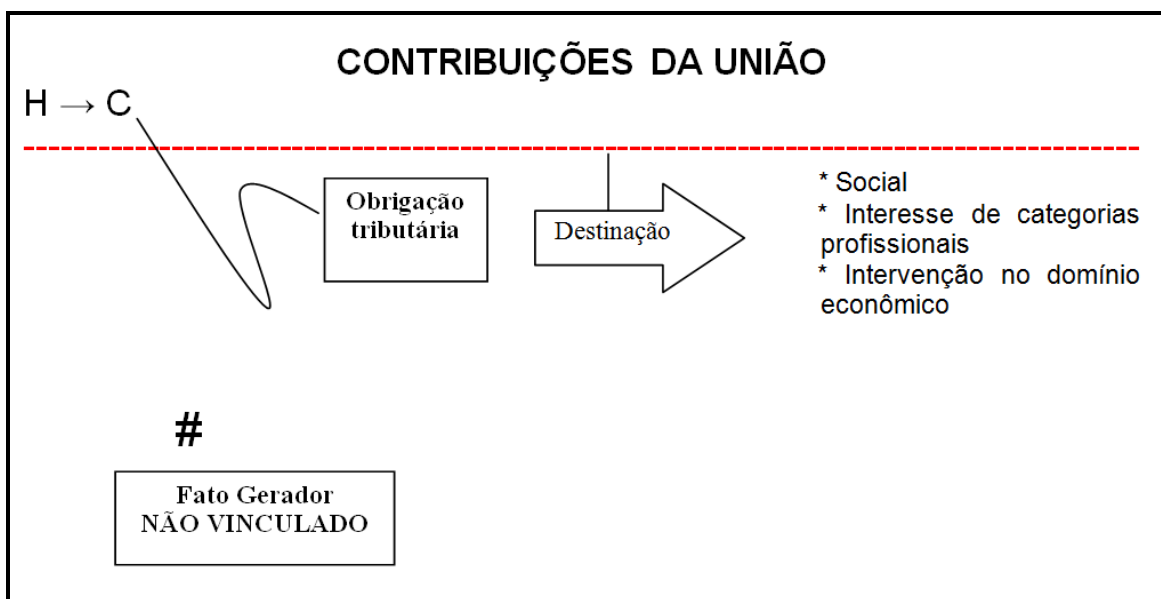 CONTRIBUIÇÕES DA UNIÃO
H → C
Obrigação
tributária
Destinação
* Social
* Interesse de categorias
profissionais
* Intervenção no domínio
econômico
#
Fato Gerador
NÃO VINCULADO